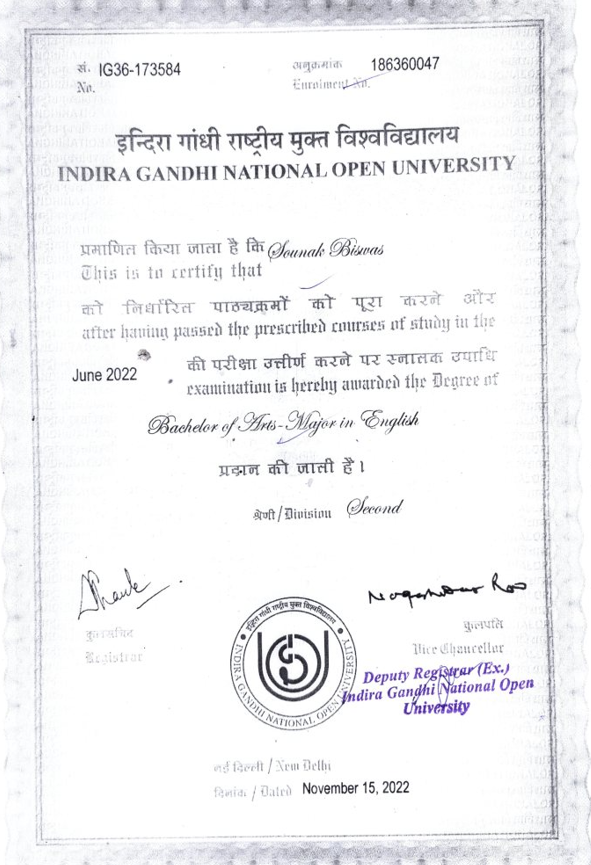 सं. IG36-173584
No.
अनुक्रमांक 186360047
Enrolment No.
इन्दिरा गांधी राष्ट्रीय मुक्त विश्वविद्यालय
INDIRA GANDHI NATIONAL OPEN UNIVERSITY
प्रमाणित किया जाता है कि Sounak Biswas
This is to certify that
को निर्धारित पाठ्यक्रमों को पूरा करने और
after having passed the prescribed courses of study in the
की परीक्षा उत्तीर्ण करने पर स्नातक उपाधि
June 2022
examination is hereby awarded the Degree of
Bachelor of Arts-Major in English
प्रदान की जाती है।
श्रेणी / Division Second
कुलसचिव
Registrar
कुलपति
Vice Chancellor
Deputy Registrar (Ex.)
Indira Gandhi National Open
University
इन्दिरा गांधी राष्ट्रीय मुक्त विश्वविद्यालय
INDIRA GANDHI NATIONAL OPEN UNIVERSITY
नई दिल्ली / New Delhi
दिनांक / Dated November 15, 2022